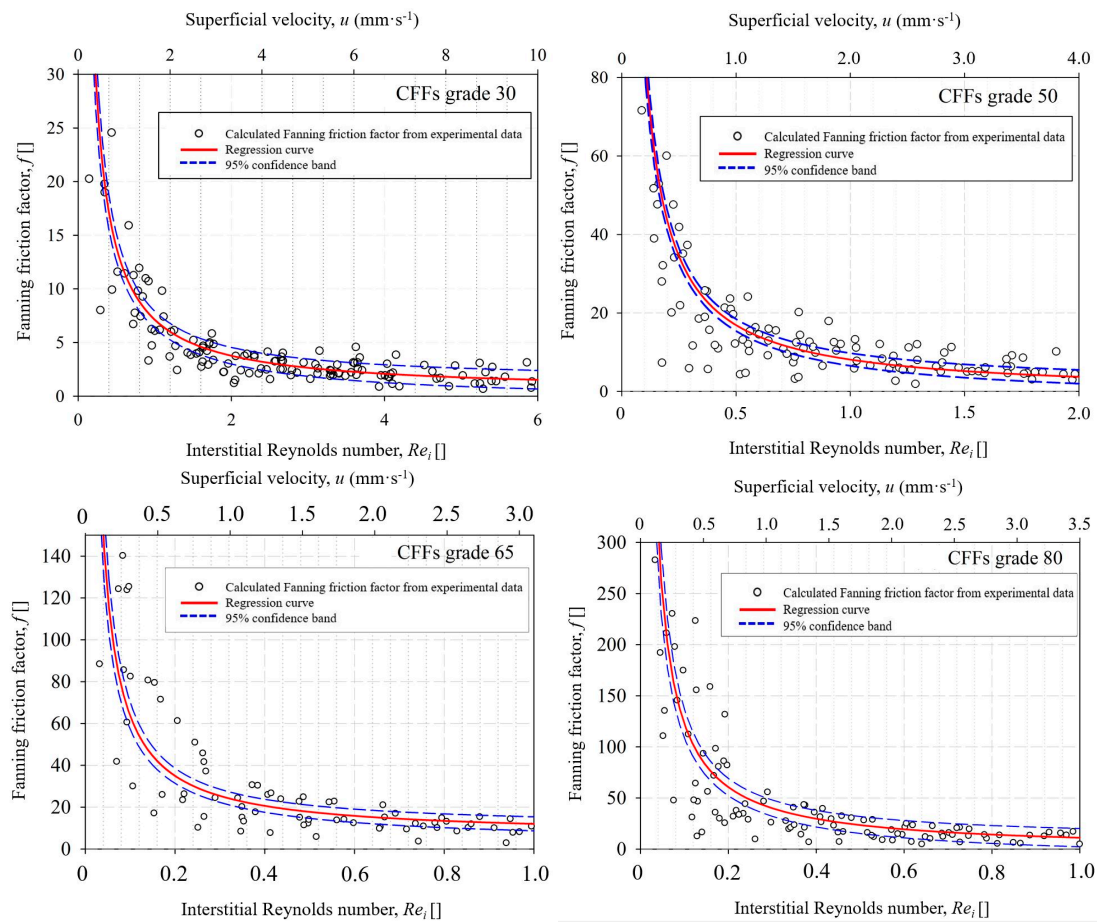 Superficial velocity, u (mm·s-1)
0 2 4 6 8 10
CFFs grade 30
Calculated Fanning friction factor from experimental data
Regression curve
95% confidence band
30
25
20
15
10
5
0
Fanning friction factor, f []
0 2 4 6
Interstitial Reynolds number, Rei []
Superficial velocity, u (mm·s-1)
0 1.0 2.0 3.0 4.0
CFFs grade 50
Calculated Fanning friction factor from experimental data
Regression curve
95% confidence band
80
60
40
20
0
Fanning friction factor, f []
0 0.5 1.0 1.5 2.0
Interstitial Reynolds number, Rei []
Superficial velocity, u (mm·s-1)
0 0.5 1.0 1.5 2.0 2.5 3.0
CFFs grade 65
Calculated Fanning friction factor from experimental data
Regression curve
95% confidence band
140
120
100
80
60
40
20
0
Fanning friction factor, f []
0 0.2 0.4 0.6 0.8 1.0
Interstitial Reynolds number, Rei []
Superficial velocity, u (mm·s-1)
0 0.5 1.0 1.5 2.0 2.5 3.0 3.5
CFFs grade 80
Calculated Fanning friction factor from experimental data
Regression curve
95% confidence band
300
250
200
150
100
50
0
Fanning friction factor, f []
0 0.2 0.4 0.6 0.8 1.0
Interstitial Reynolds number, Rei []